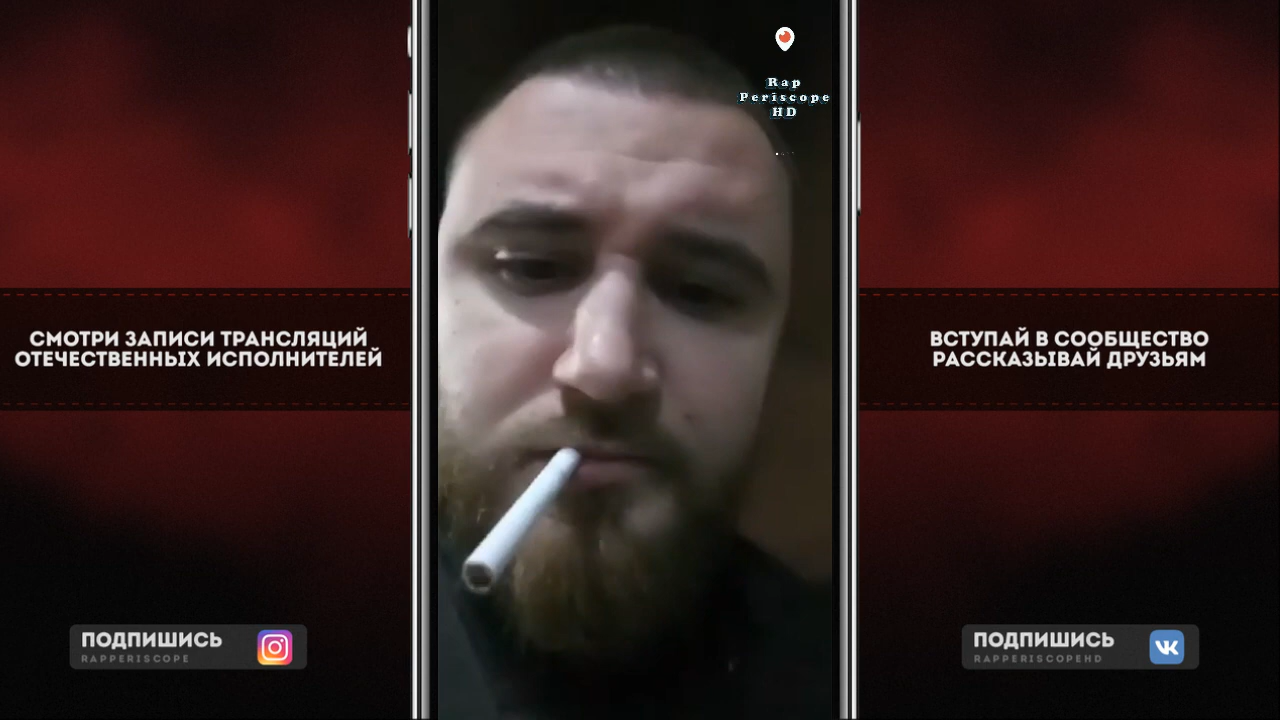 Rap
Periscope
HD
СМОТРИ ЗАПИСИ ТРАНСЛЯЦИЙ
ОТЕЧЕСТВЕННЫХ ИСПОЛНИТЕЛЕЙ
ВСТУПАЙ В СООБЩЕСТВО
РАССКАЗЫВАЙ ДРУЗЬЯМ
ПОДПИШИСЬ
RAPPERISCOPE
ПОДПИШИСЬ
RAPPERISCOPEHD